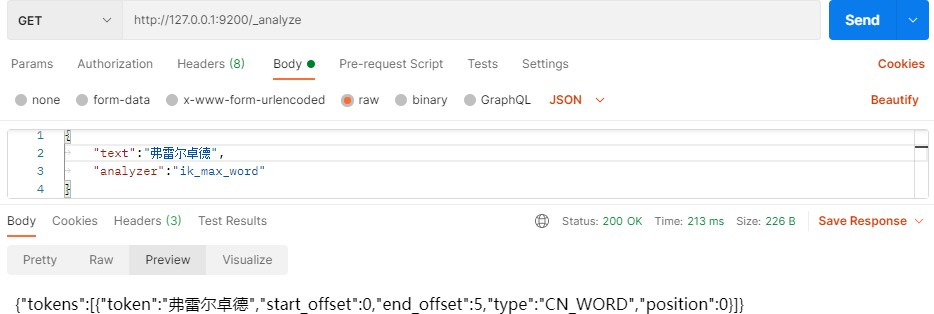 GET http://127.0.0.1:9200/_analyze Send
Params Authorization Headers (8) Body Pre-request Script Tests Settings Cookies
none form-data x-www-form-urlencoded raw binary GraphQL JSON Beautify
1 {
2 "text":"弗雷尔卓德",
3 "analyzer":"ik_max_word"
4 }
Body Cookies Headers (3) Test Results Status: 200 OK Time: 213 ms Size: 226 B Save Response
Pretty Raw Preview Visualize
{"tokens":[{"token":"弗雷尔卓德","start_offset":0,"end_offset":5,"type":"CN_WORD","position":0}]}